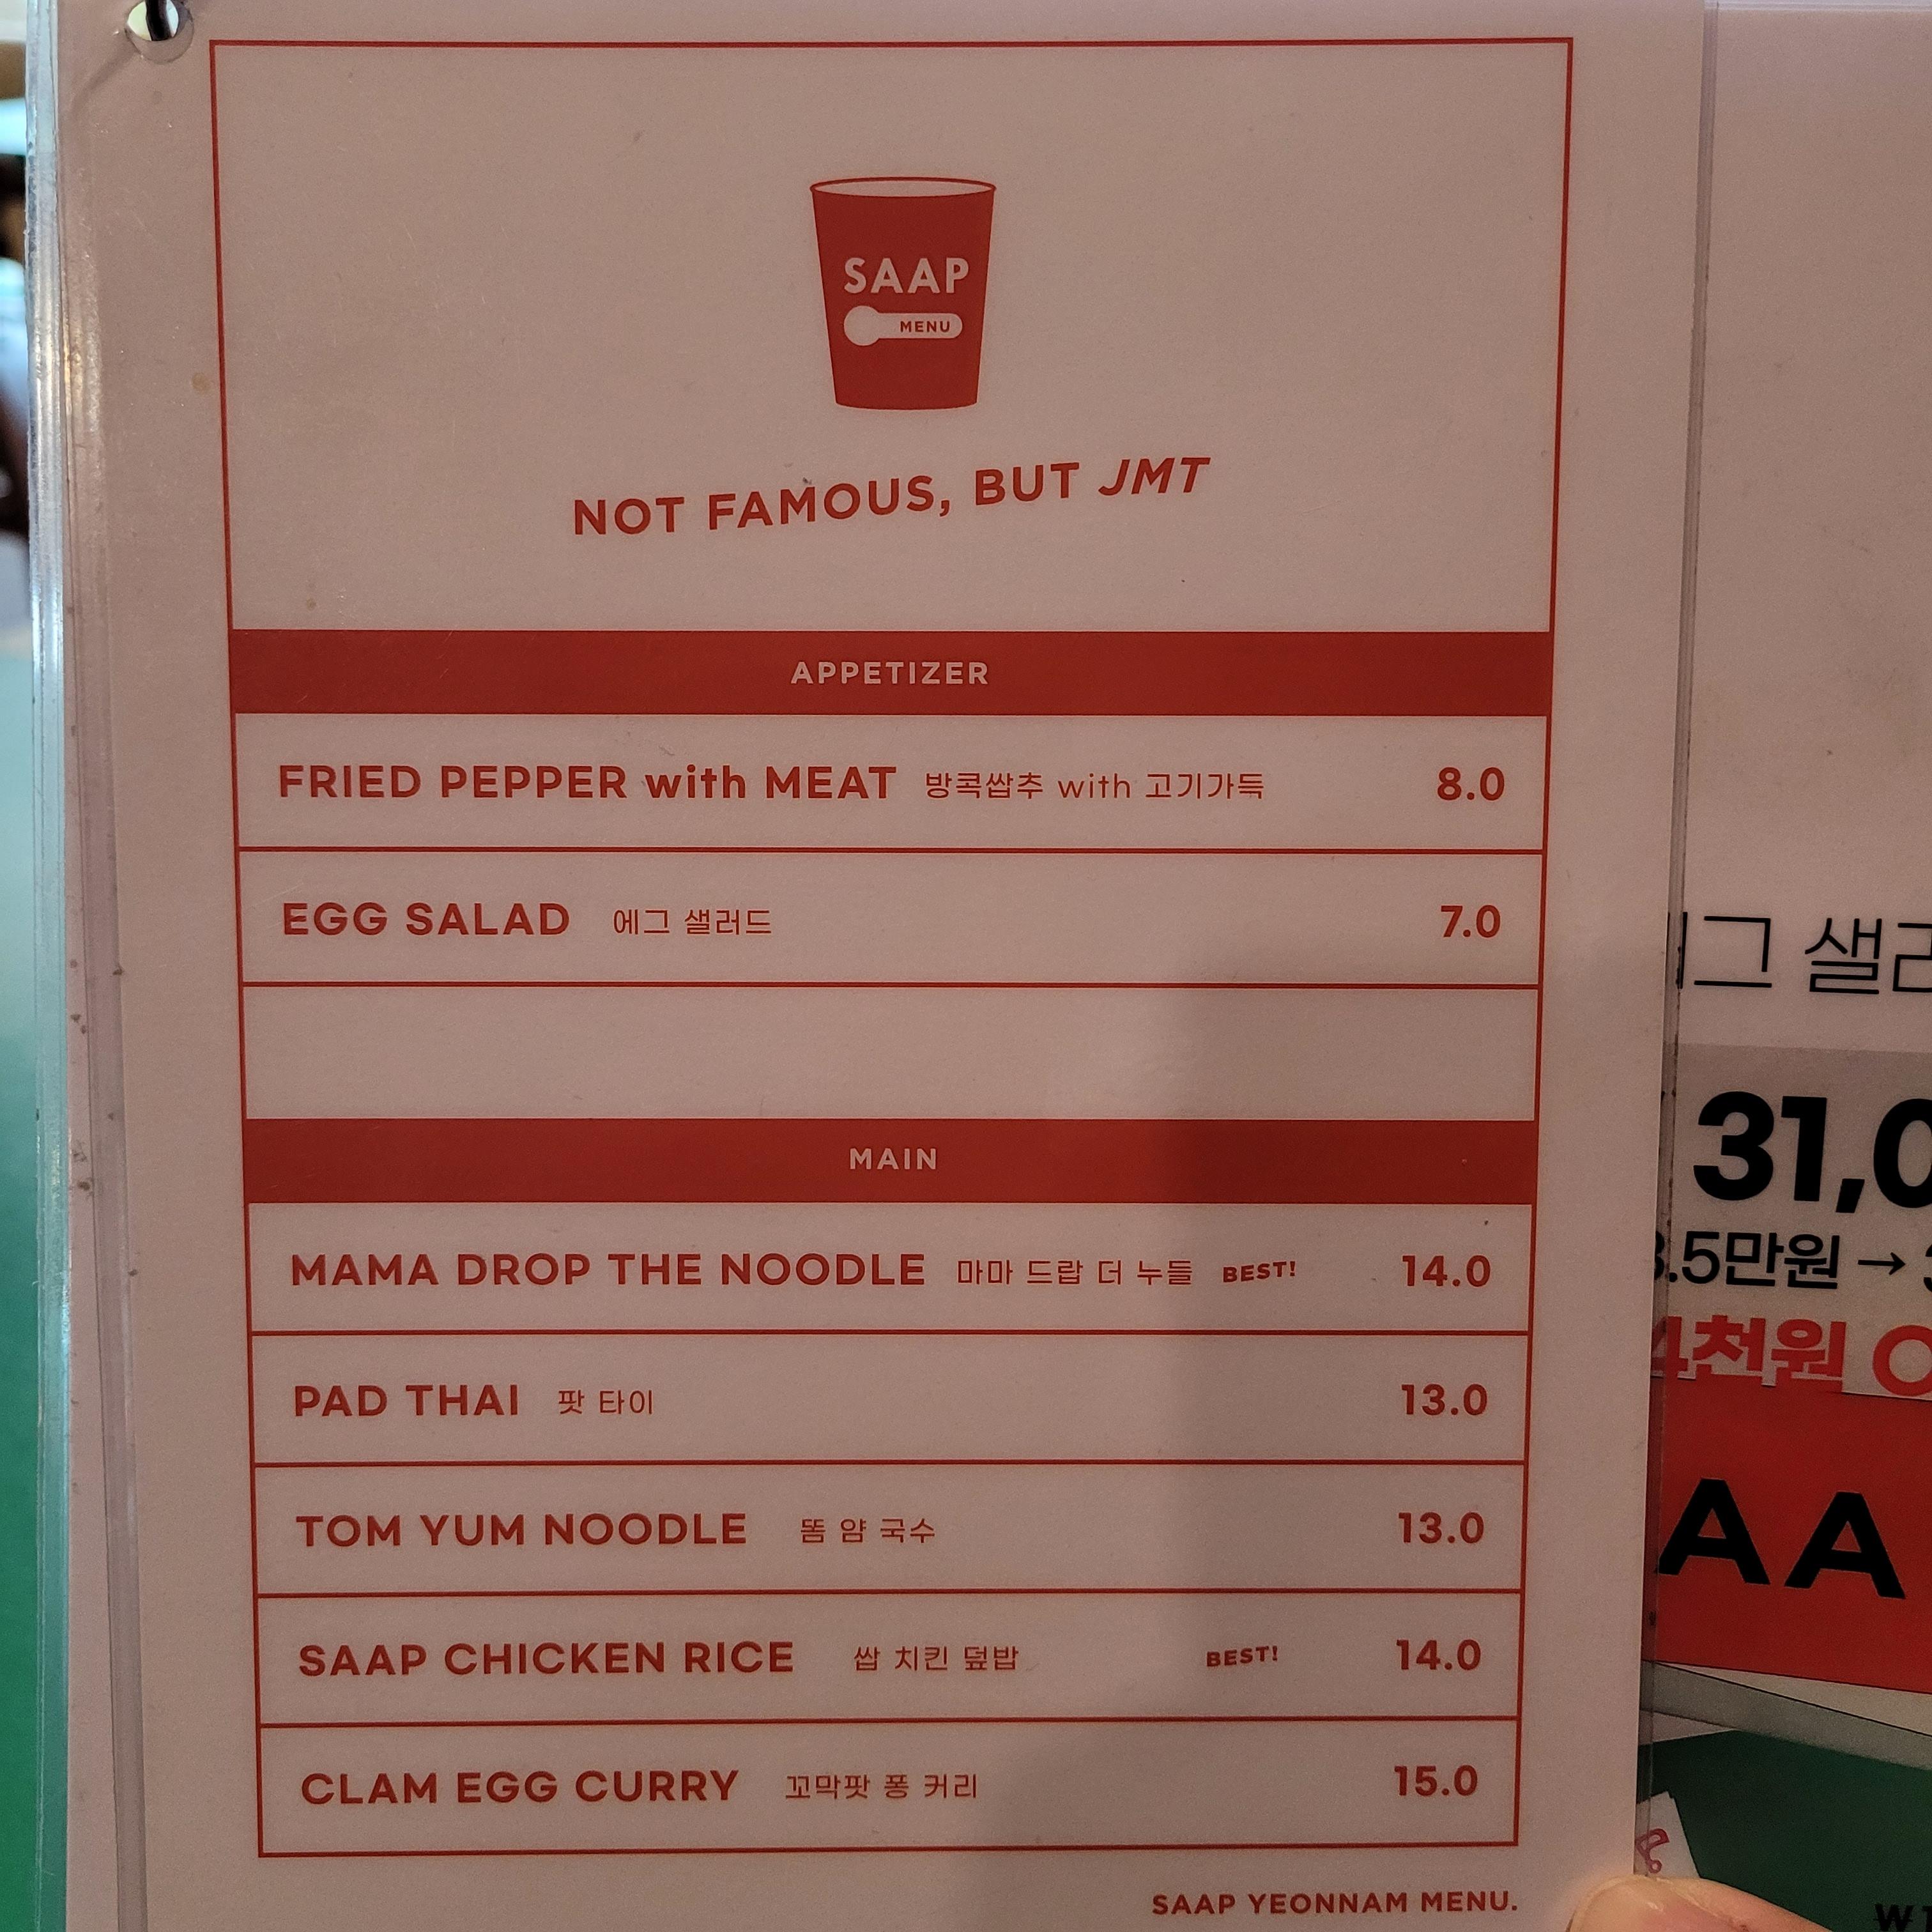 SAAP
MENU
NOT FAMOUS, BUT JMT
APPETIZER
FRIED PEPPER with MEAT 방콕쌉추 with 고기가득 8.0
EGG SALAD 에그 샐러드 7.0
MAIN
MAMA DROP THE NOODLE 마마 드랍 더 누들 BEST! 14.0
PAD THAI 팟 타이 13.0
TOM YUM NOODLE 똠 얌 국수 13.0
SAAP CHICKEN RICE 쌉 치킨 덮밥 BEST! 14.0
CLAM EGG CURRY 꼬막팟 퐁 커리 15.0
SAAP YEONNAM MENU.
그
31,0
.5만원 →
천원
AA